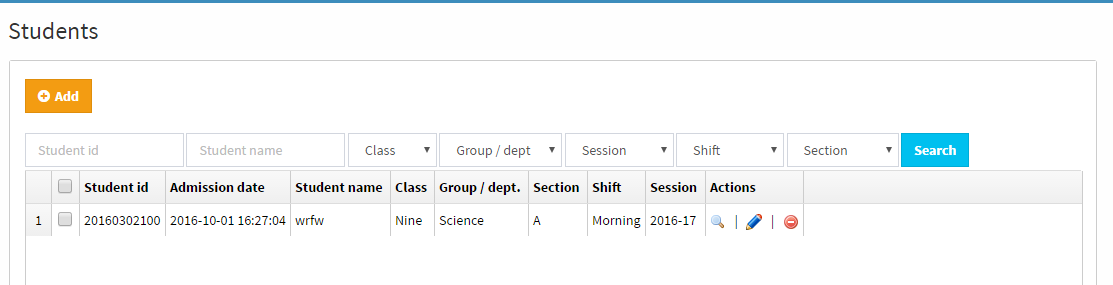 Students
Add
Student id Student name Class Group / dept Session Shift Section Search
Student id Admission date Student name Class Group / dept. Section Shift Session Actions
1 20160302100 2016-10-01 16:27:04 wrfw Nine Science A Morning 2016-17 | |